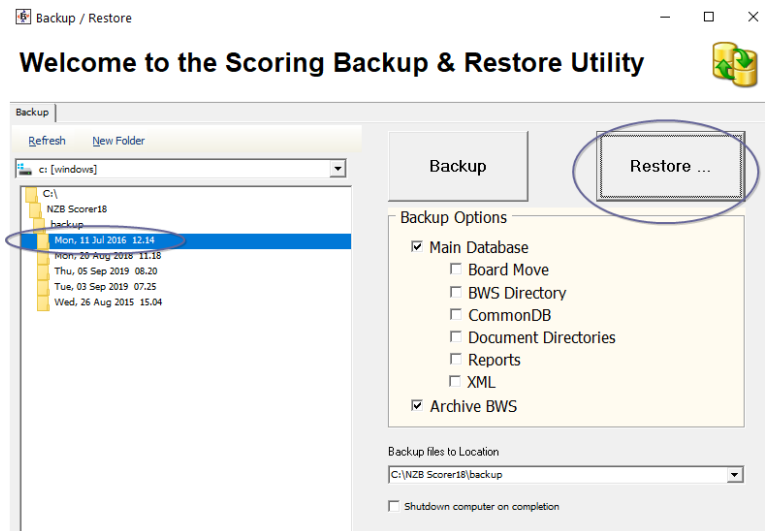 Backup / Restore
Welcome to the Scoring Backup & Restore Utility
Backup
Refresh New Folder
c: [windows]
C:\
NZB Scorer18
backup
Mon, 11 Jul 2016 12.14
Mon, 20 Aug 2018 11.18
Thu, 05 Sep 2019 08.20
Tue, 03 Sep 2019 07.25
Wed, 26 Aug 2015 15.04
Backup
Restore ...
Backup Options
Main Database
Board Move
BWS Directory
CommonDB
Document Directories
Reports
XML
Archive BWS
Backup files to Location
C:\NZB Scorer18\backup
Shutdown computer on completion